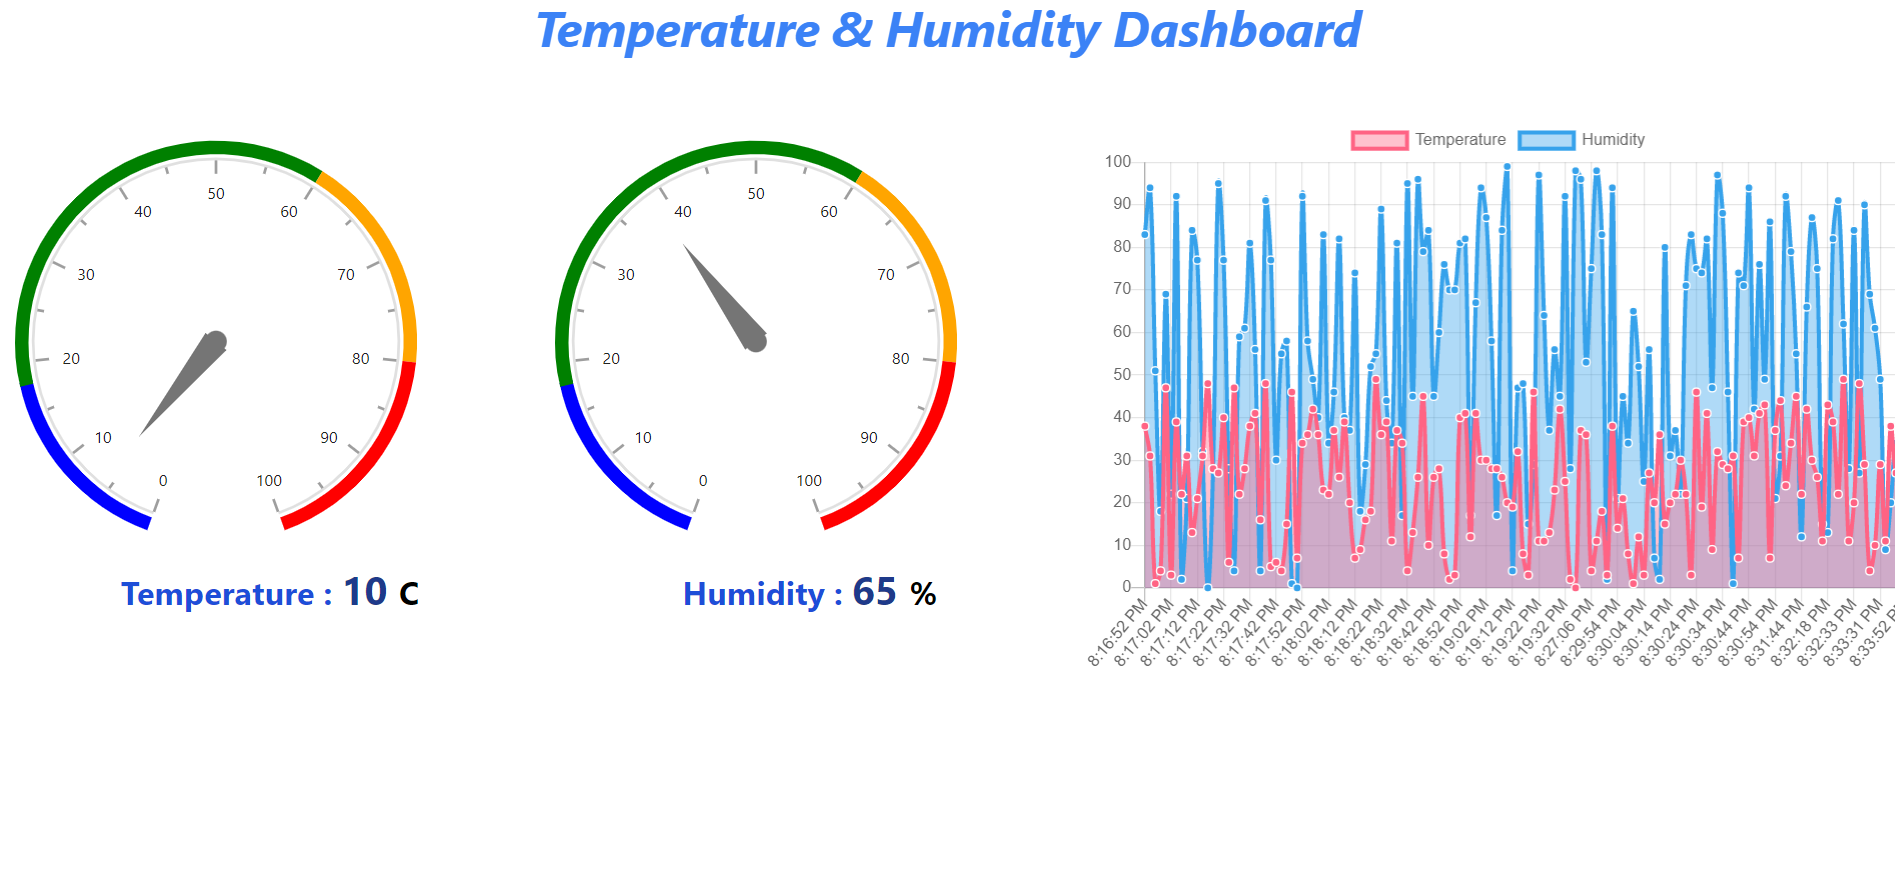 Temperature & Humidity Dashboard
0
10
20
30
40
50
60
70
80
90
100
Temperature : 10 C
0
10
20
30
40
50
60
70
80
90
100
Humidity : 65 %
Temperature Humidity
100
90
80
70
60
50
40
30
20
10
0
8:16:52 PM
8:17:02 PM
8:17:12 PM
8:17:22 PM
8:17:32 PM
8:17:42 PM
8:17:52 PM
8:18:02 PM
8:18:12 PM
8:18:22 PM
8:18:32 PM
8:18:42 PM
8:18:52 PM
8:19:02 PM
8:19:12 PM
8:19:22 PM
8:19:32 PM
8:27:06 PM
8:29:54 PM
8:30:04 PM
8:30:14 PM
8:30:24 PM
8:30:34 PM
8:30:44 PM
8:30:54 PM
8:31:44 PM
8:32:18 PM
8:32:33 PM
8:33:31 PM
8:33:52 P